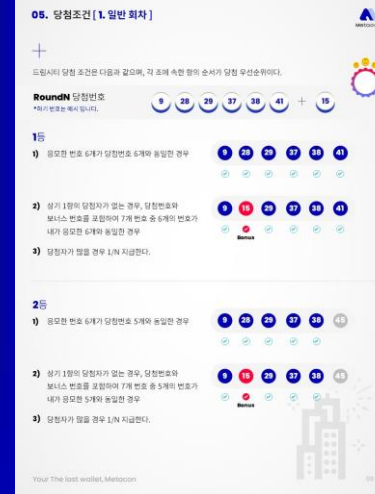 05. 당첨조건 [ 1. 일반 회차 ]
Metacon
드림시티 당첨 조건은 다음과 같으며, 각 조에 속한 항의 순서가 당첨 우선순위이다.
RoundN 당첨번호
*하기 번호는 예시 입니다.
9 28 29 37 38 41 + 15
1등
1) 응모한 번호 6개가 당첨번호 6개와 동일한 경우
9 28 29 37 38 41
2) 상기 1항의 당첨자가 없는 경우, 당첨번호와
보너스 번호를 포함하여 7개 번호 중 6개의 번호가
내가 응모한 6개와 동일한 경우
9 15 29 37 38 41
Bonus
3) 당첨자가 많을 경우 1/N 지급한다.
2등
1) 응모한 번호 6개가 당첨번호 5개와 동일한 경우
9 28 29 37 38 45
2) 상기 1항의 당첨자가 없는 경우, 당첨번호와
보너스 번호를 포함하여 7개 번호 중 5개의 번호가
내가 응모한 5개와 동일한 경우
9 15 29 37 38 45
Bonus
3) 당첨자가 많을 경우 1/N 지급한다.
Your The last wallet, Metacon